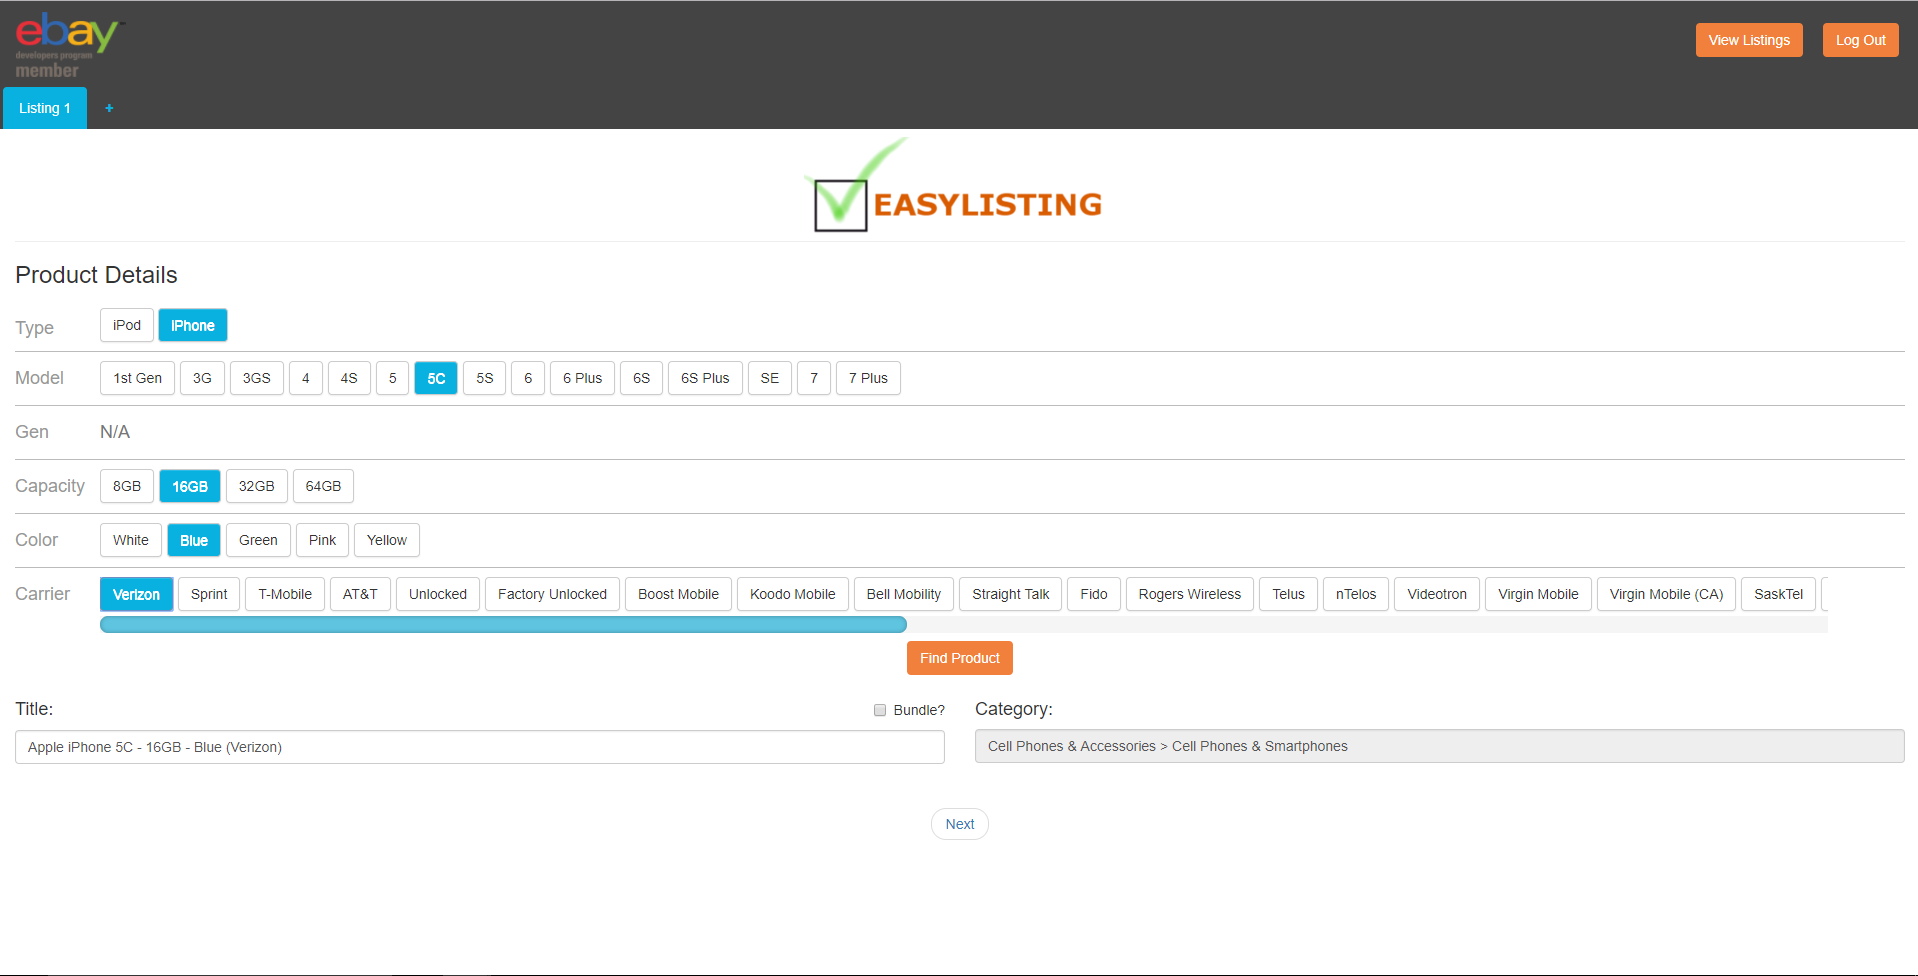 ebay
developers program
member
View Listings
Log Out
Listing 1
+
EASYLISTING
Product Details
Type iPod iPhone
Model 1st Gen 3G 3GS 4 4S 5 5C 5S 6 6 Plus 6S 6S Plus SE 7 7 Plus
Gen N/A
Capacity 8GB 16GB 32GB 64GB
Color White Blue Green Pink Yellow
Carrier Verizon Sprint T-Mobile AT&T Unlocked Factory Unlocked Boost Mobile Koodo Mobile Bell Mobility Straight Talk Fido Rogers Wireless Telus nTelos Videotron Virgin Mobile Virgin Mobile (CA) SaskTel
Find Product
Title: Bundle? Category:
Apple iPhone 5C - 16GB - Blue (Verizon) Cell Phones & Accessories > Cell Phones & Smartphones
Next